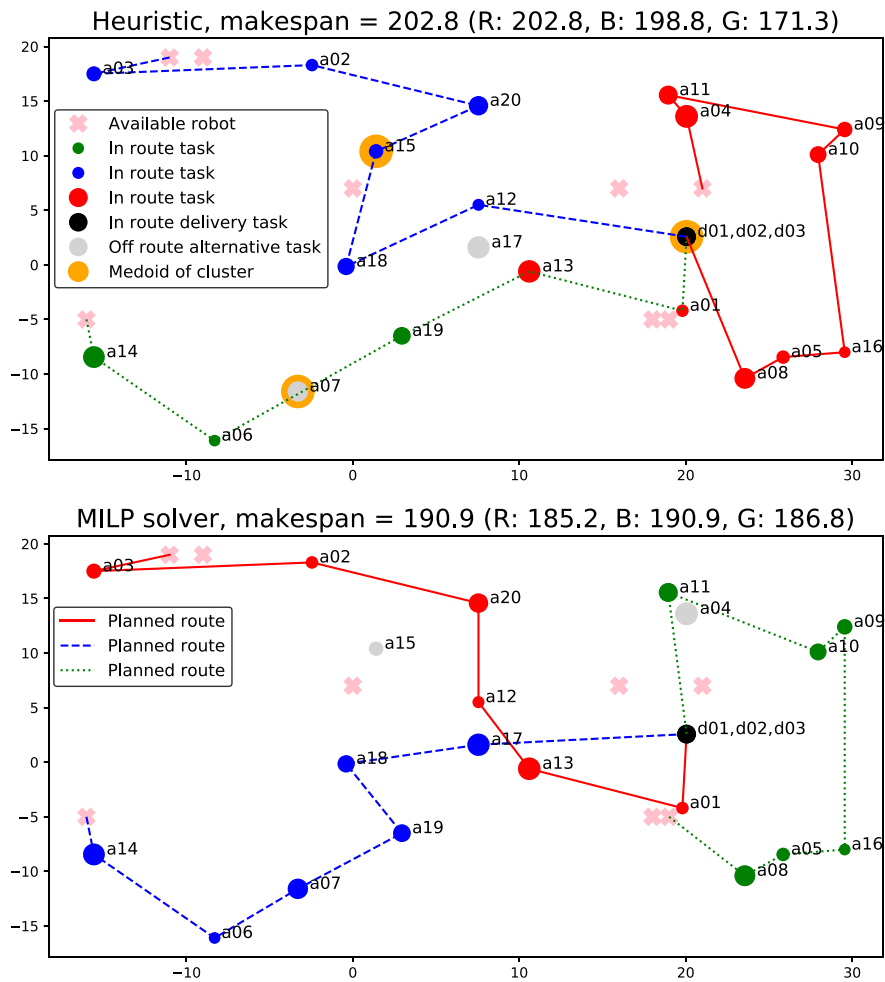 Heuristic, makespan = 202.8 (R: 202.8, B: 198.8, G: 171.3)
20
15
10
5
0
−5
−10
−15
−10
0
10
20
30
Available robot
In route task
In route task
In route task
In route delivery task
Off route alternative task
Medoid of cluster
a03
a02
a20
a15
a12
a18
a17
a13
a19
a14
a07
a06
a11
a04
a09
a10
d01,d02,d03
a01
a05
a16
a08
MILP solver, makespan = 190.9 (R: 185.2, B: 190.9, G: 186.8)
20
15
10
5
0
−5
−10
−15
−10
0
10
20
30
Planned route
Planned route
Planned route
a03
a02
a20
a15
a12
a17
a18
a13
a19
a14
a07
a06
a11
a04
a09
a10
d01,d02,d03
a01
a05
a16
a08